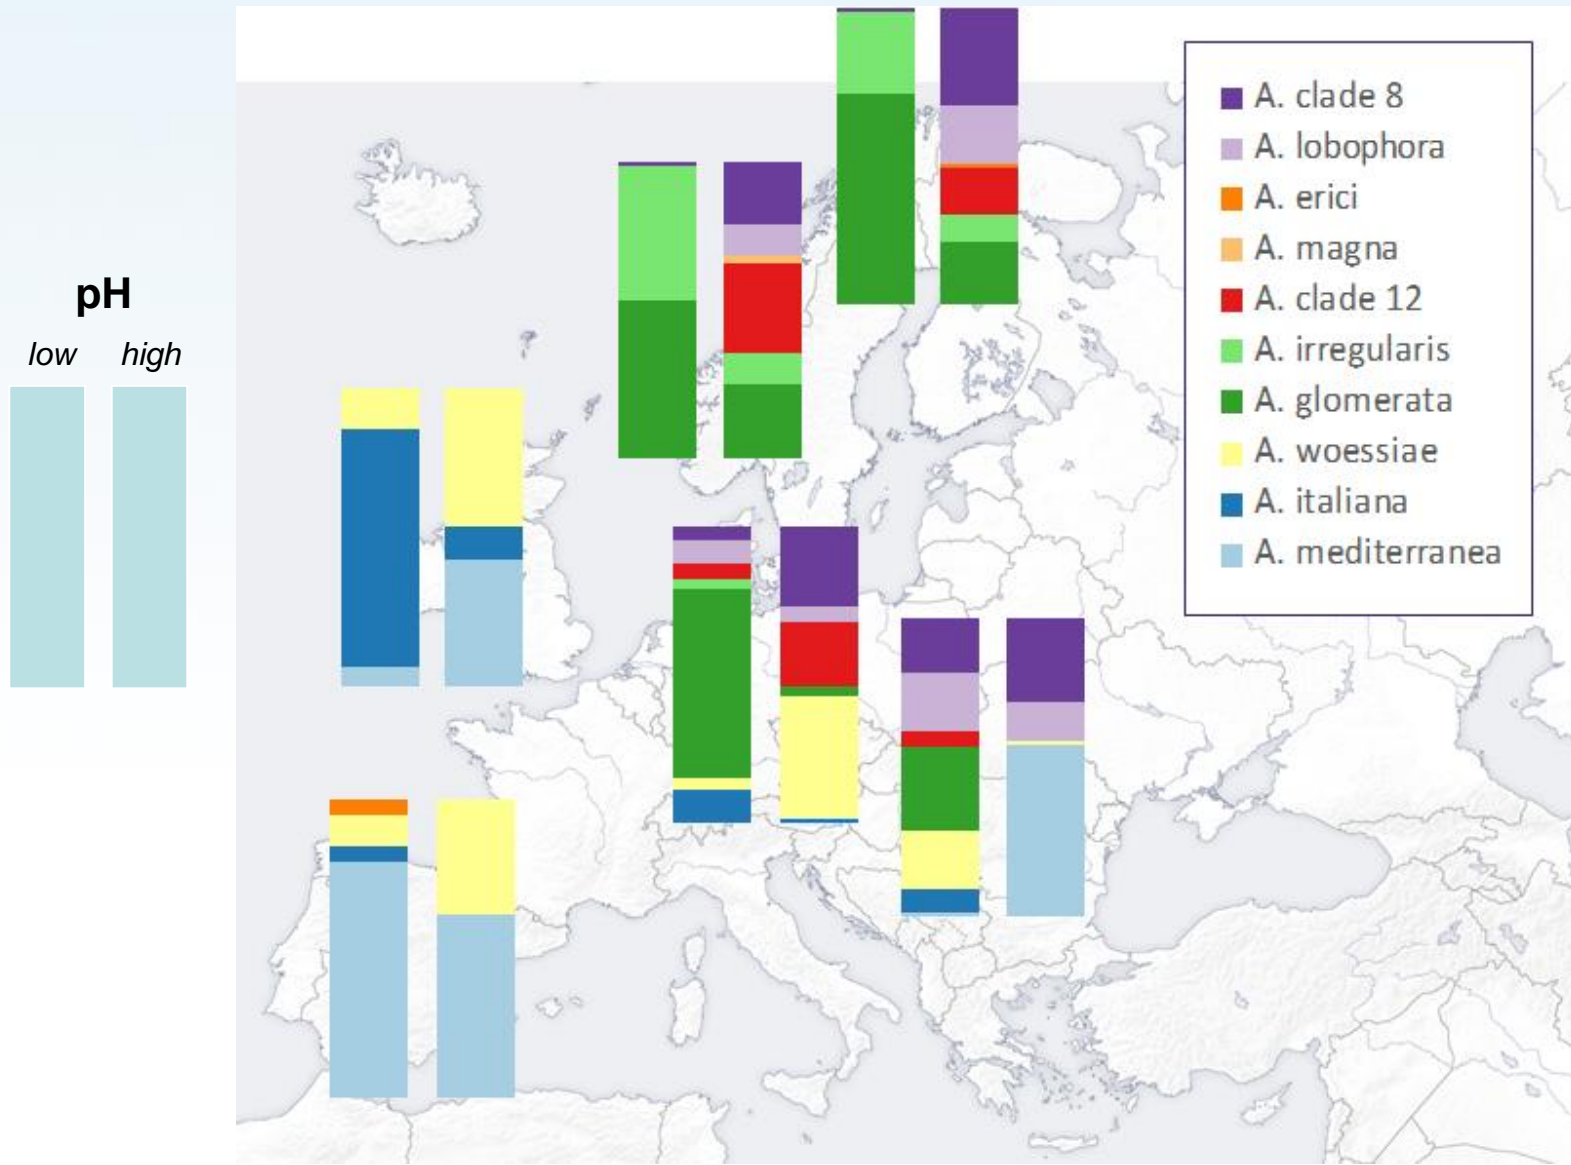 pH
low high
A. clade 8
A. lobophora
A. erici
A. magna
A. clade 12
A. irregularis
A. glomerata
A. woessiae
A. italiana
A. mediterranea